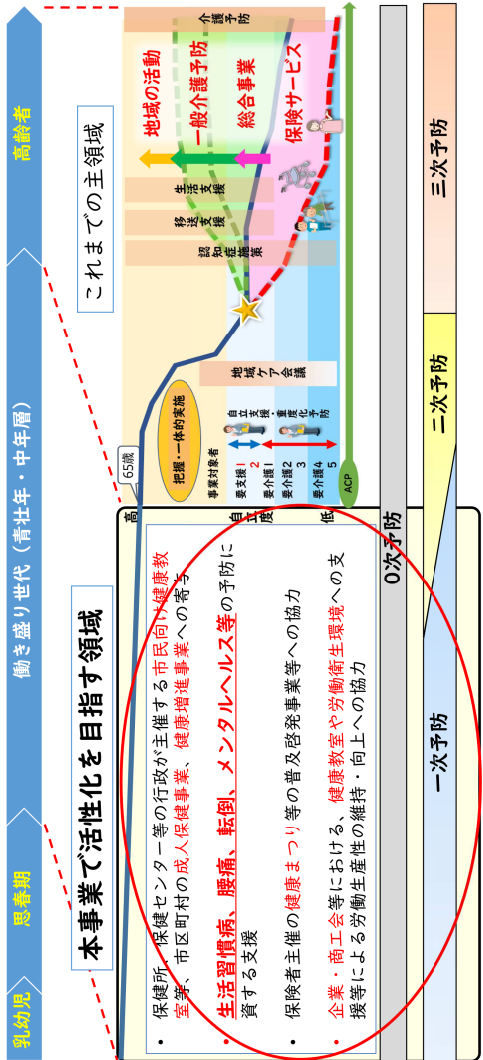 乳幼児
思春期
働き盛り世代（青壮年・中年層）
高齢者
本事業で活性化を目指す領域
これまでの主領域
65歳
高
自立度
低
・保健所、保健センター等の行政が主催する市民向け健康教
室等、市区町村の成人保健事業、健康増進事業への寄与
・生活習慣病、腰痛、転倒、メンタルヘルス等の予防に
資する支援
・保険者主催の健康まつり等の普及啓発事業等への協力
・企業・商工会等における、健康教室や労働衛生環境への支
援等による労働生産性の維持・向上への協力
把握・一体的実施
事業対象者
要支援1
2
要介護1
要介護2
3
要介護4
5
自立支援・重度化予防
地域ケア会議
認知症施策
移送支援
生活支援
地域の活動
一般介護予防
総合事業
保険サービス
介護予防
ACP
0次予防
一次予防
二次予防
三次予防